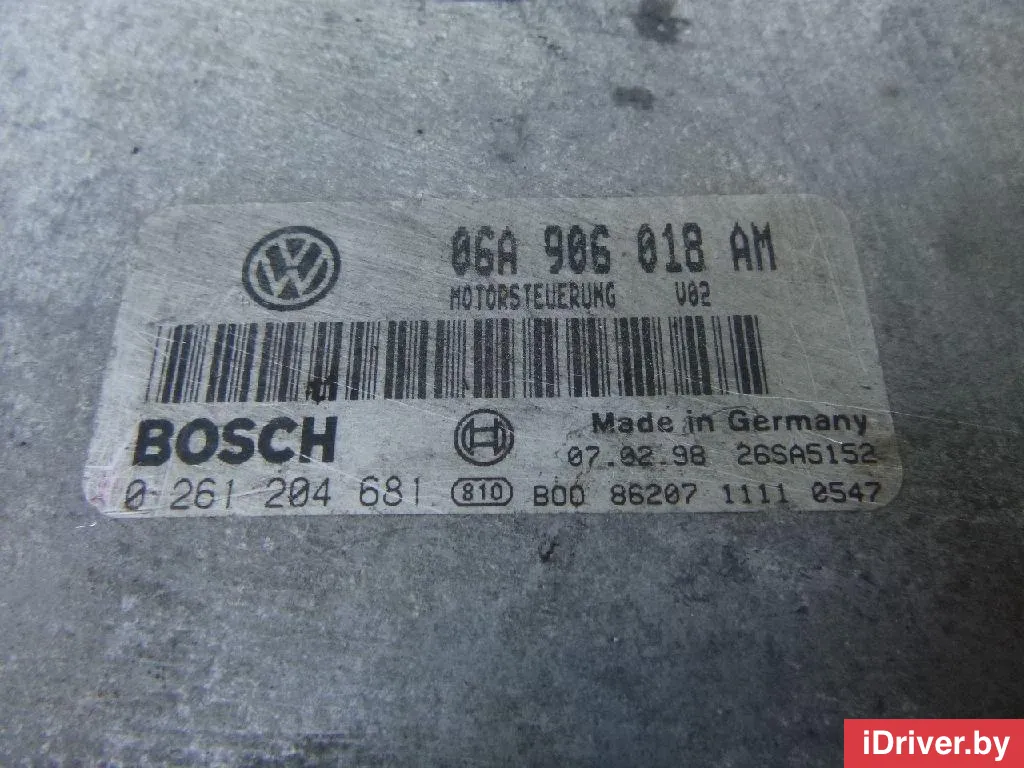 06A 906 018 AM
MOTORSTEUERUNG V02
BOSCH
Made in Germany
07.02.98 26SA5152
0 261 204 681 810 B00 86207 1111 0547
iDriver.by